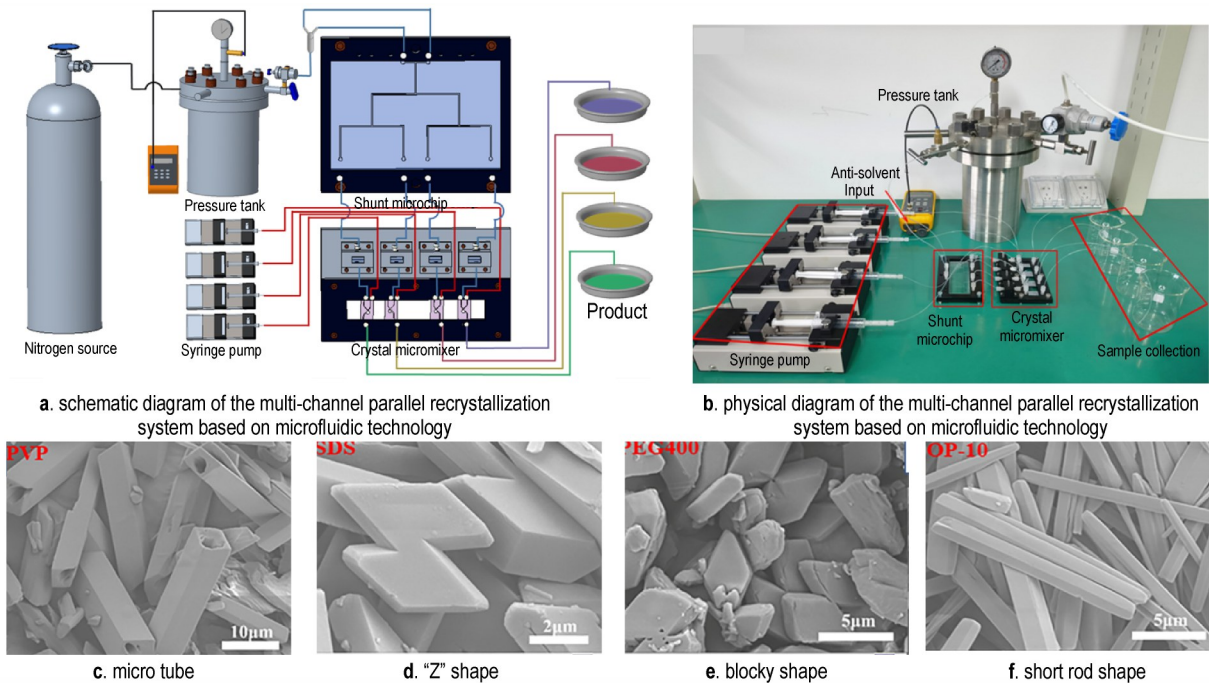 Pressure tank
Shunt microchip
Nitrogen source
Syringe pump
Crystal micromixer
Product
Pressure tank
Anti-solvent
Input
Syringe pump
Shunt
microchip
Crystal
micromixer
Sample collection
a. schematic diagram of the multi-channel parallel recrystallization
system based on microfluidic technology
b. physical diagram of the multi-channel parallel recrystallization
system based on microfluidic technology
PVP
10μm
SDS
2μm
PEG400
5μm
OP-10
5μm
c. micro tube
d. “Z” shape
e. blocky shape
f. short rod shape